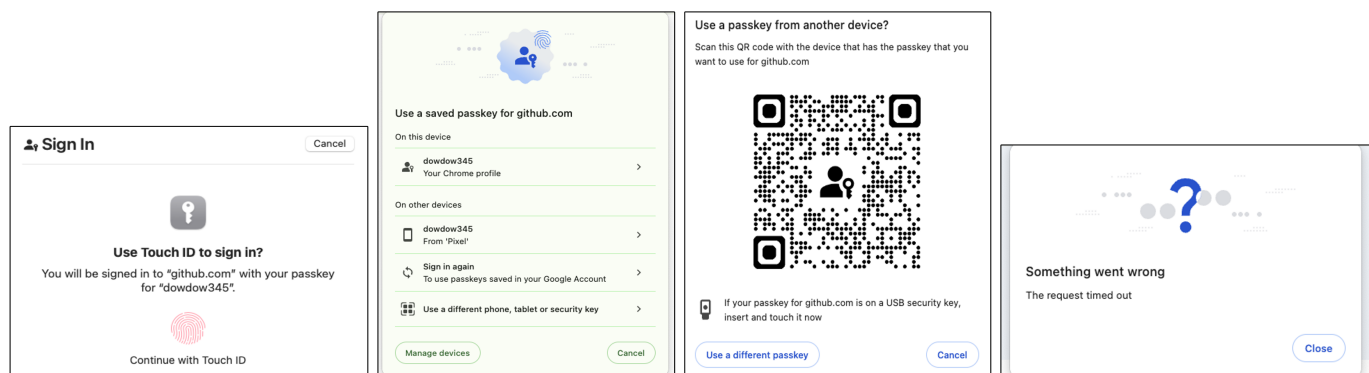 Sign In
Cancel
Use Touch ID to sign in?
You will be signed in to “github.com” with your passkey
for “dowdow345”.
Continue with Touch ID
Use a saved passkey for github.com
On this device
dowdow345
Your Chrome profile
On other devices
dowdow345
From 'Pixel'
Sign in again
To use passkeys saved in your Google Account
Use a different phone, tablet or security key
Manage devices
Cancel
Use a passkey from another device?
Scan this QR code with the device that has the passkey that you
want to use for github.com
If your passkey for github.com is on a USB security key,
insert and touch it now
Use a different passkey
Cancel
Something went wrong
The request timed out
Close